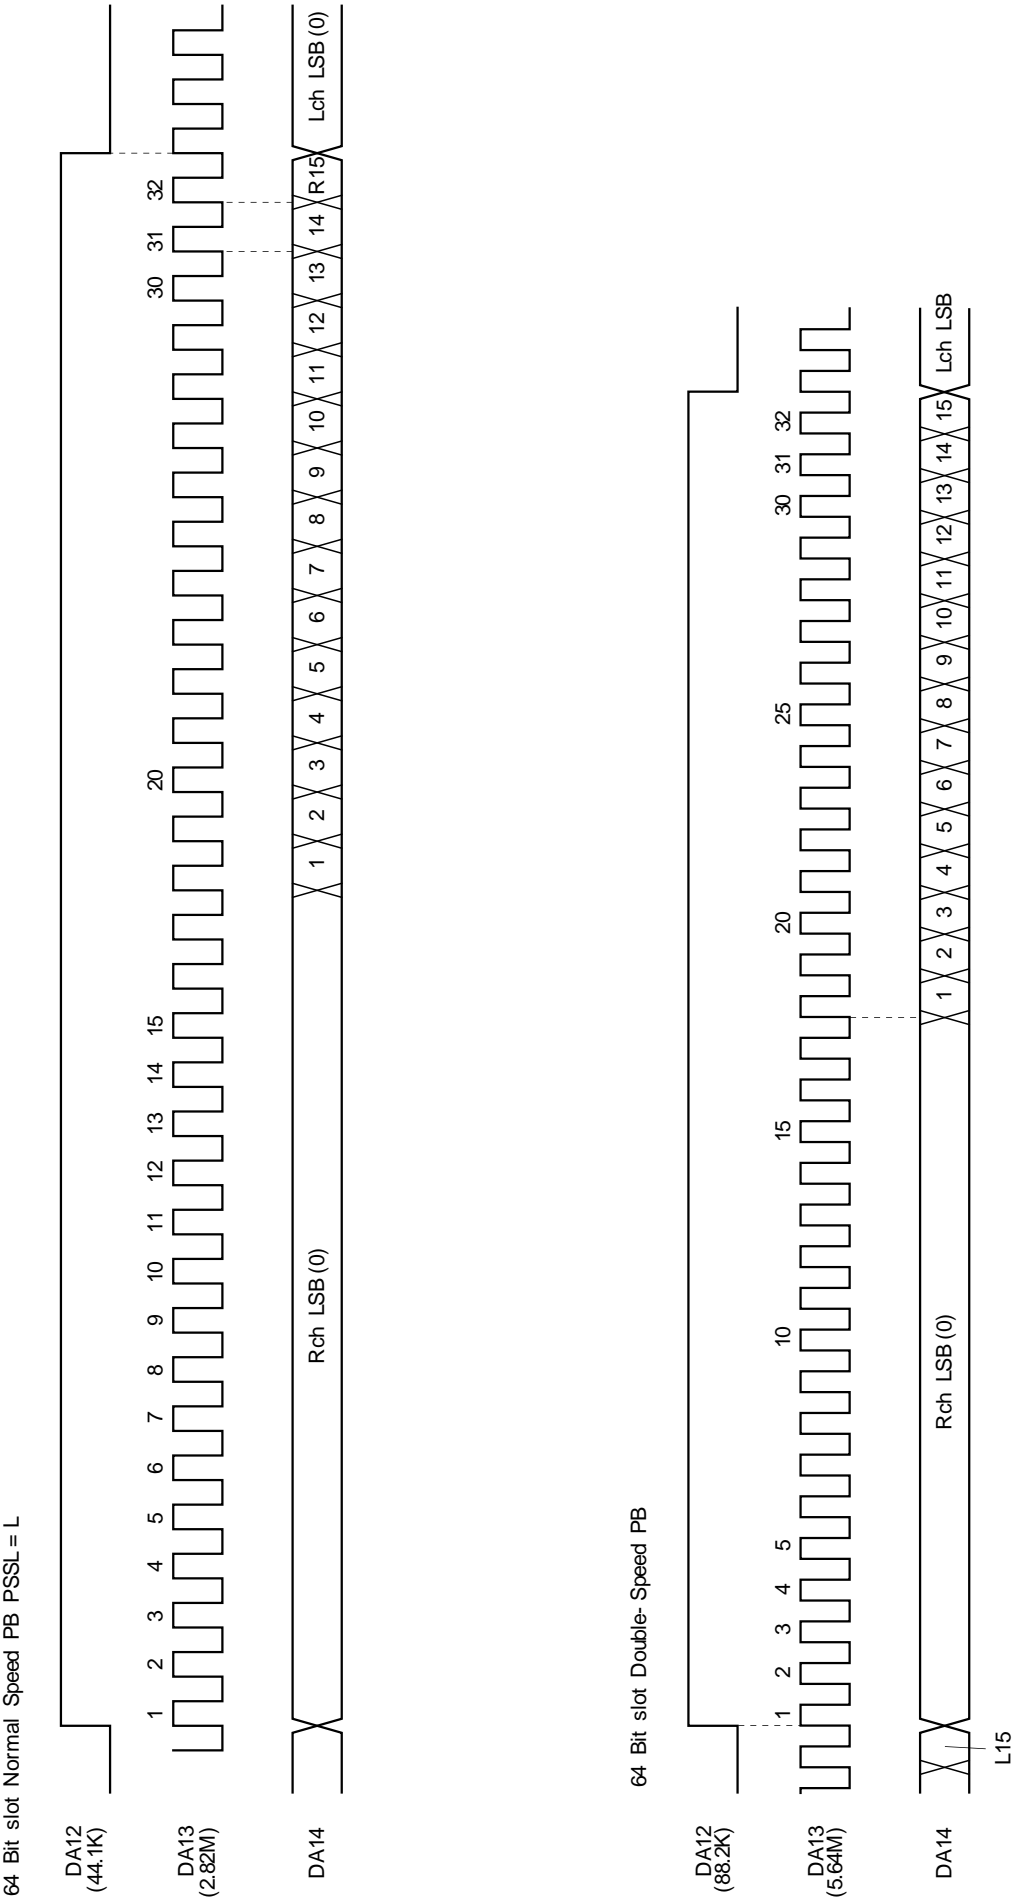 64 Bit slot Normal Speed PB PSSL = L
DA12
(44.1K)
1 2 3 4 5 6 7 8 9 10 11 12 13 14 15 20 30 31 32
DA13
(2.82M)
DA14
Rch LSB (0) 1 2 3 4 5 6 7 8 9 10 11 12 13 14 R15 Lch LSB (0)
64 Bit slot Double- Speed PB
DA12
(88.2K)
1 2 3 4 5 10 15 20 25 30 31 32
DA13
(5.64M)
DA14
Rch LSB (0) 1 2 3 4 5 6 7 8 9 10 11 12 13 14 15 Lch LSB
L15